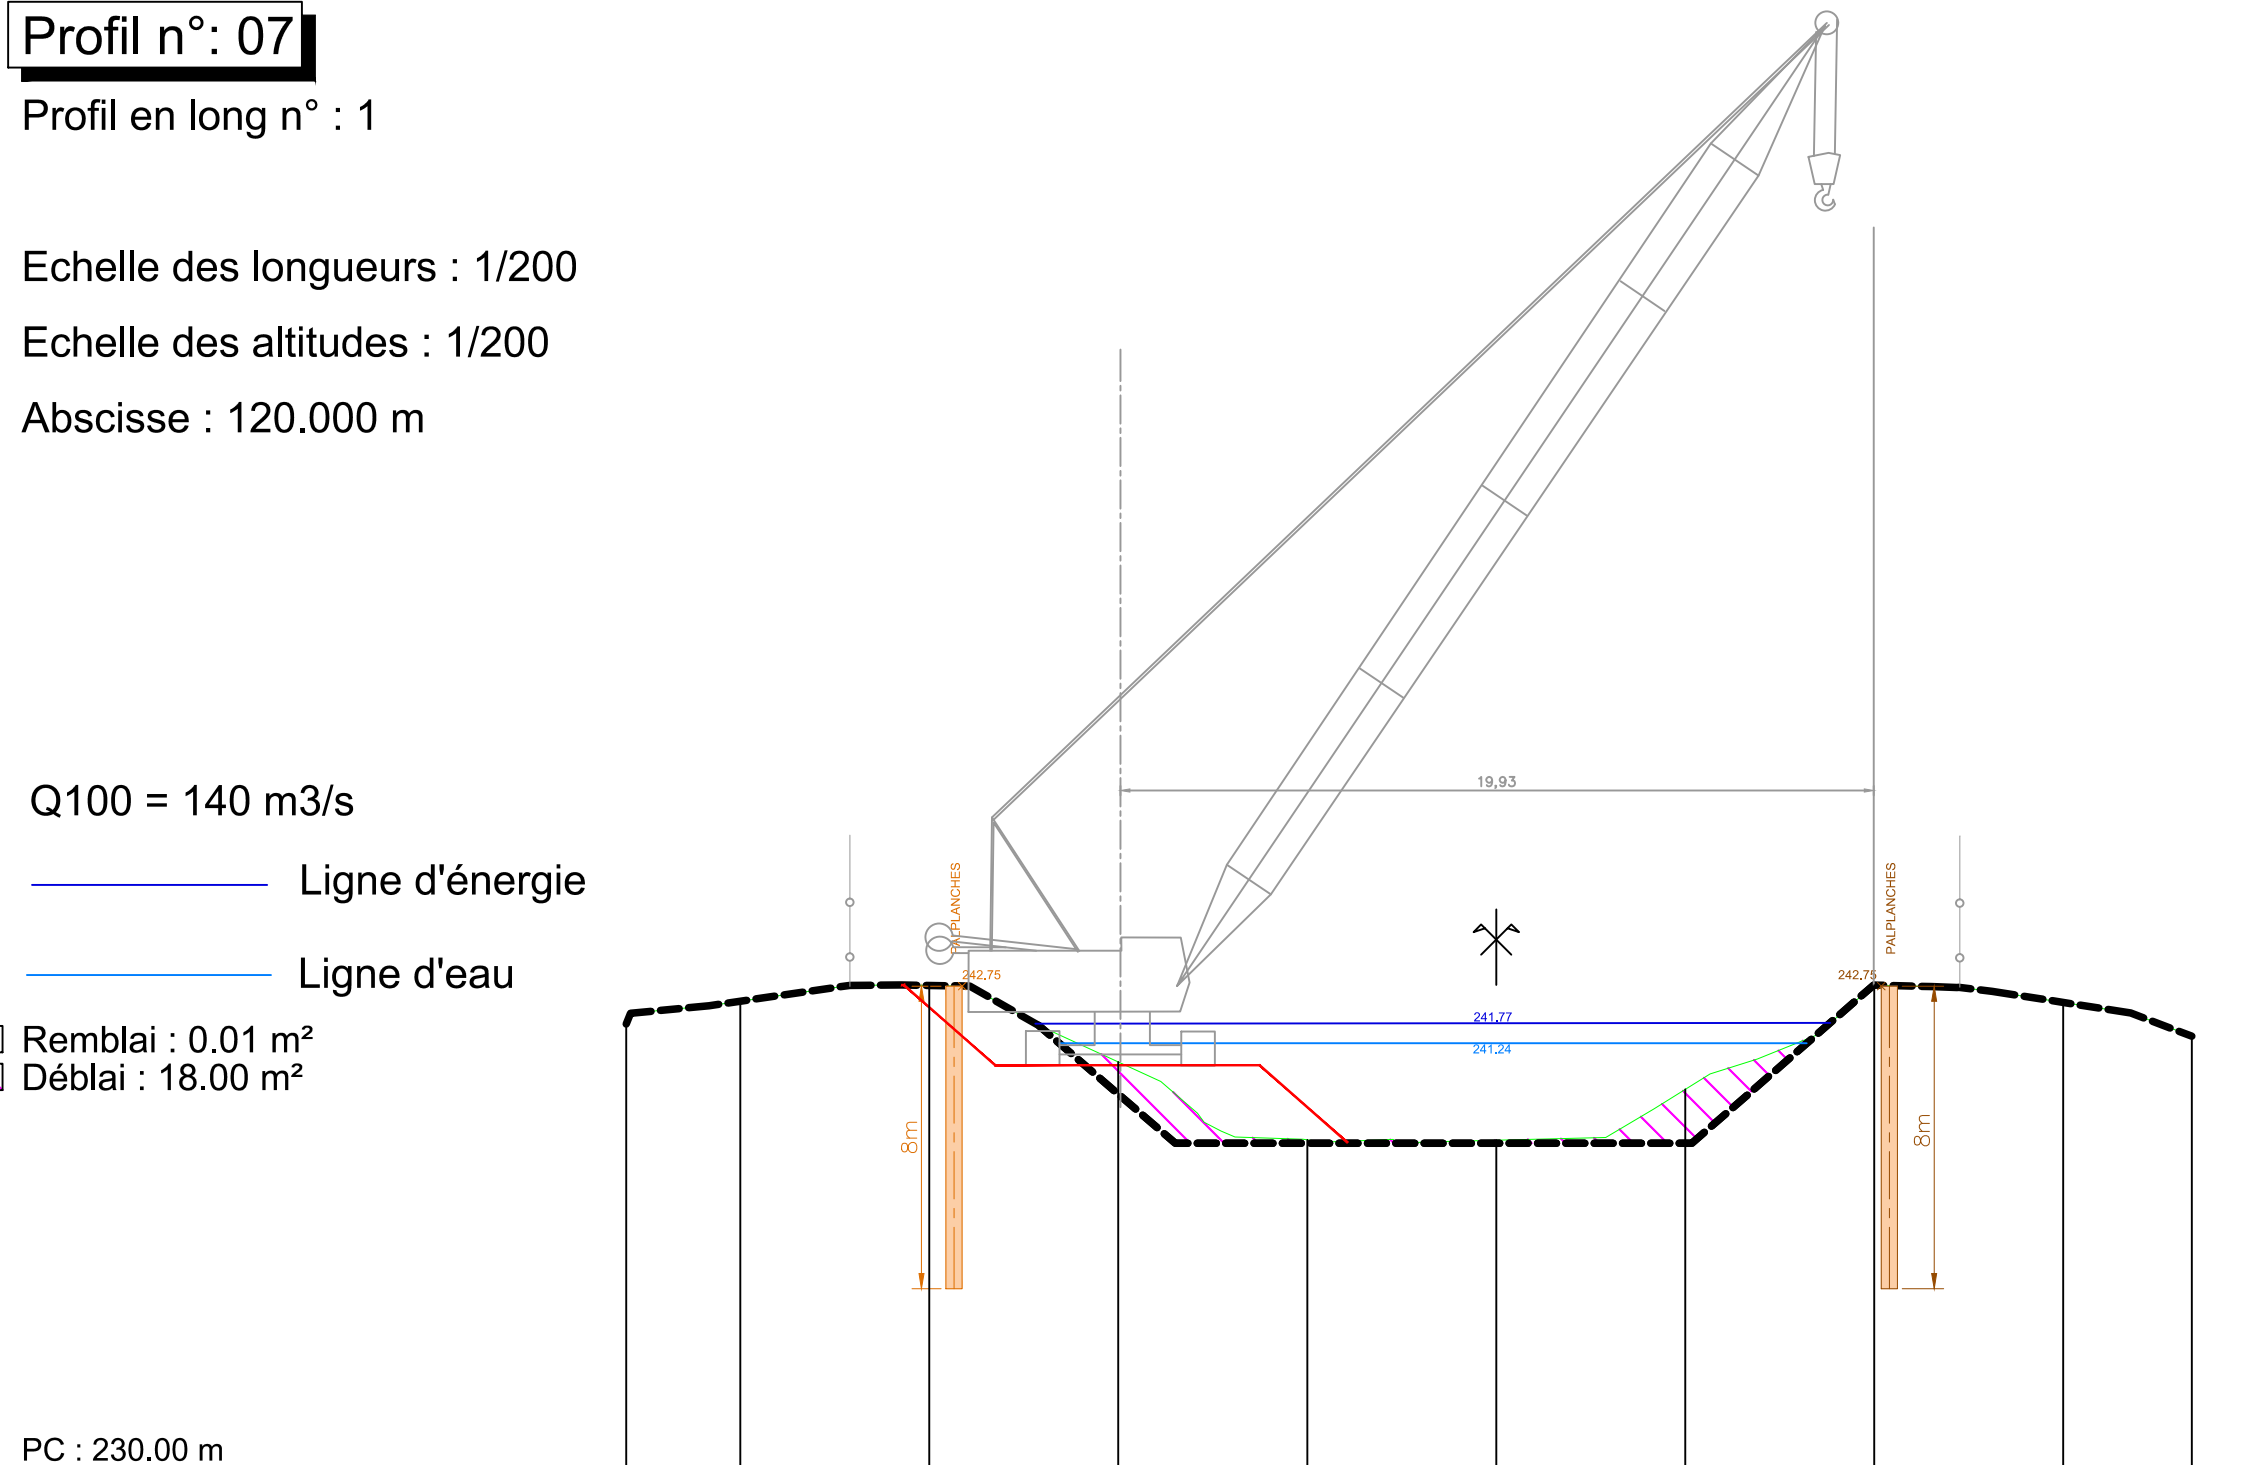 Profil n°: 07
Profil en long n° : 1
Echelle des longueurs : 1/200
Echelle des altitudes : 1/200
Abscisse : 120.000 m
19,93
Q100 = 140 m3/s
Ligne d'énergie
Ligne d'eau
PALPLANCHES
PALPLANCHES
242.75
242.75
241.77
241.24
Remblai : 0.01 m²
Déblai : 18.00 m²
8m
8m
PC : 230.00 m